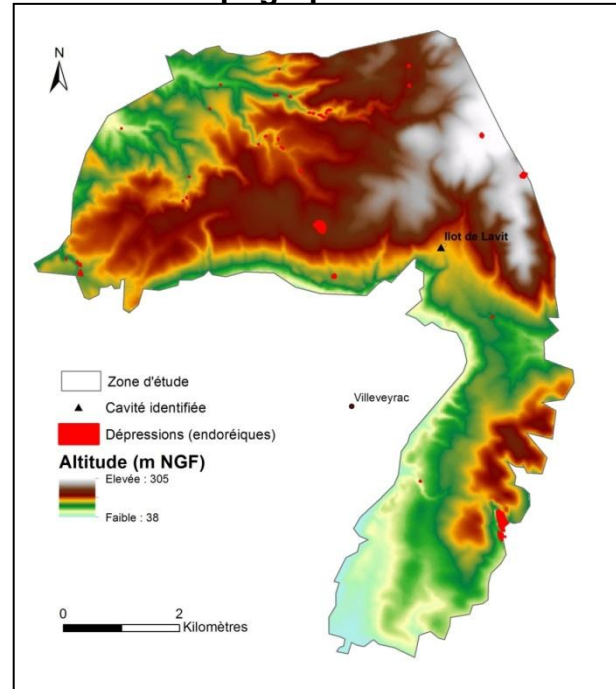 N
Ilot de Lavit
Villeveyrac
Zone d'étude
Cavité identifiée
Dépressions (endoréiques)
Altitude (m NGF)
Elevée : 305
Faible : 38
0 2
Kilomètres